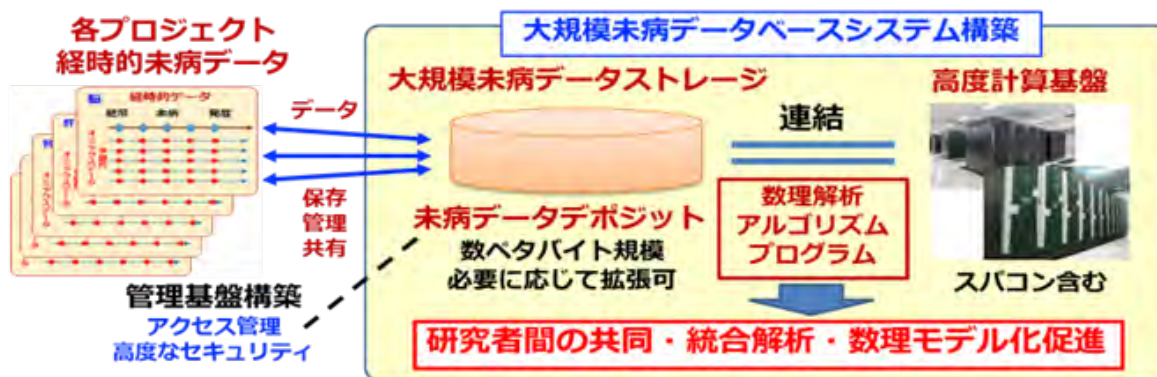 各プロジェクト
経時的未病データ
経時的データ
データ
保存
管理
共有
管理基盤構築
アクセス管理
高度なセキュリティ
大規模未病データベースシステム構築
大規模未病データストレージ
未病データデポジット
数ペタバイト規模
必要に応じて拡張可
連結
数理解析
アルゴリズム
プログラム
高度計算基盤
スパコン含む
研究者間の共同・統合解析・数理モデル化促進